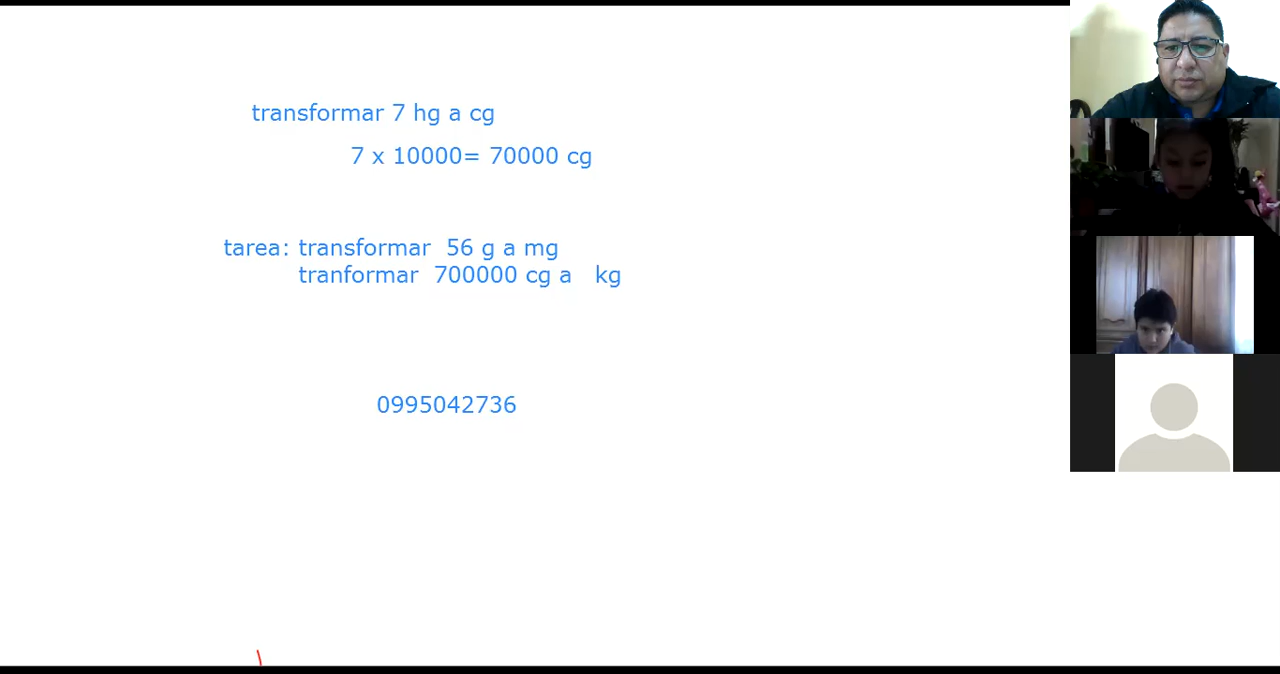 transformar 7 hg a cg
7 x 10000= 70000 cg
tarea: transformar 56 g a mg
tranformar 700000 cg a kg
0995042736